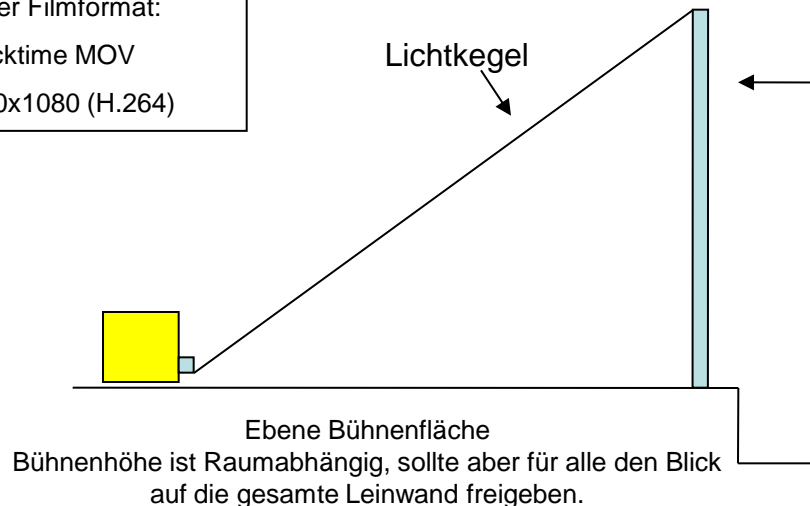 er Filmformat:
cktime MOV
0x1080 (H.264)
Lichtkegel
Ebene Bühnenfläche
Bühnenhöhe ist Raumabhängig, sollte aber für alle den Blick
auf die gesamte Leinwand freigeben.